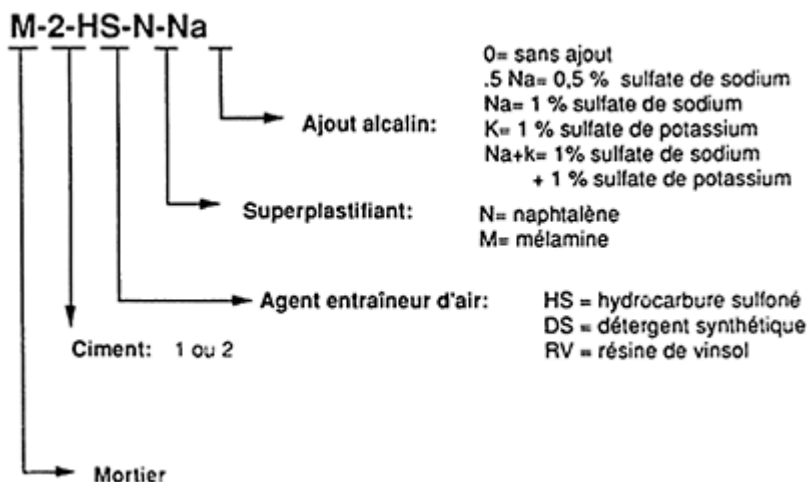 M-2-HS-N-Na
Ajout alcalin:
0= sans ajout
.5 Na= 0,5 % sulfate de sodium
Na= 1 % sulfate de sodium
K= 1 % sulfate de potassium
Na+k= 1% sulfate de sodium
+ 1 % sulfate de potassium
Superplastifiant:
N= naphtalène
M= mélamine
Agent entraîneur d'air:
HS = hydrocarbure sulfoné
DS = détergent synthétique
RV = résine de vinsol
Ciment: 1 ou 2
Mortier